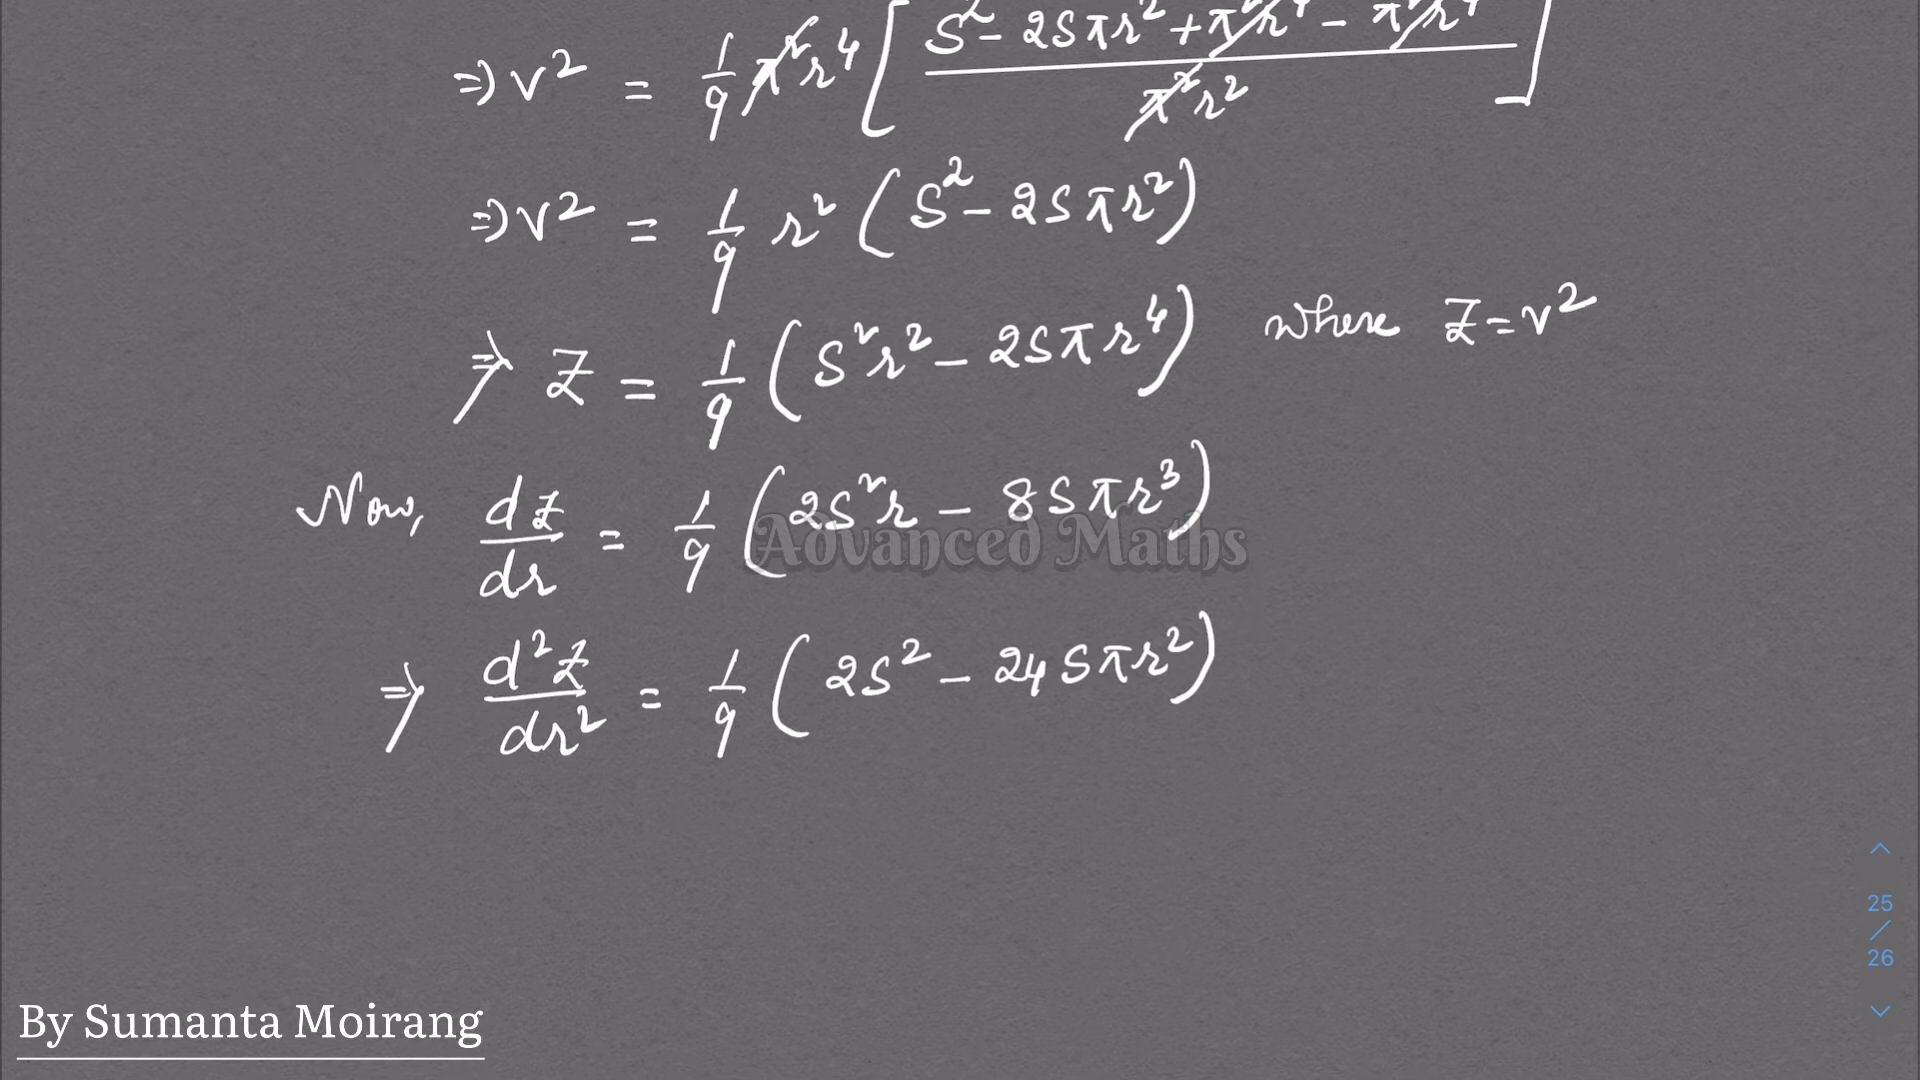 ⇒ V² = 1/9 π²r⁴ [ (S² - 2Sπr² + π²r⁴ - π²r⁴) / (π²r²) ]
⇒ V² = 1/9 r² (S² - 2Sπr²)
⇒ Z = 1/9 (S²r² - 2Sπr⁴) where Z = V²
Now, dz/dr = 1/9 (2S²r - 8Sπr³)
Advanced Maths
⇒ d²z/dr² = 1/9 (2S² - 24Sπr²)
25
/
26
By Sumanta Moirang